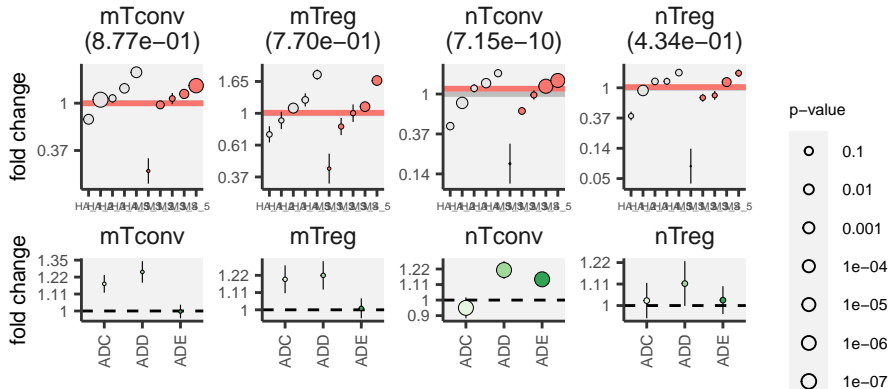 mTconv mTreg nTconv nTreg
(8.77e−01) (7.70e−01) (7.15e−10) (4.34e−01)
fold change
1
0.37
1.65
1
0.61
0.37
1
0.37
0.14
1
0.37
0.14
0.05
mTconv mTreg nTconv nTreg
fold change
1.35
1.22
1.11
1
1.22
1.11
1
1.22
1.11
1
0.9
1.22
1.11
1
ADC ADD ADE ADC ADD ADE ADC ADD ADE ADC ADD ADE
p−value
0.1
0.01
0.001
1e−04
1e−05
1e−06
1e−07